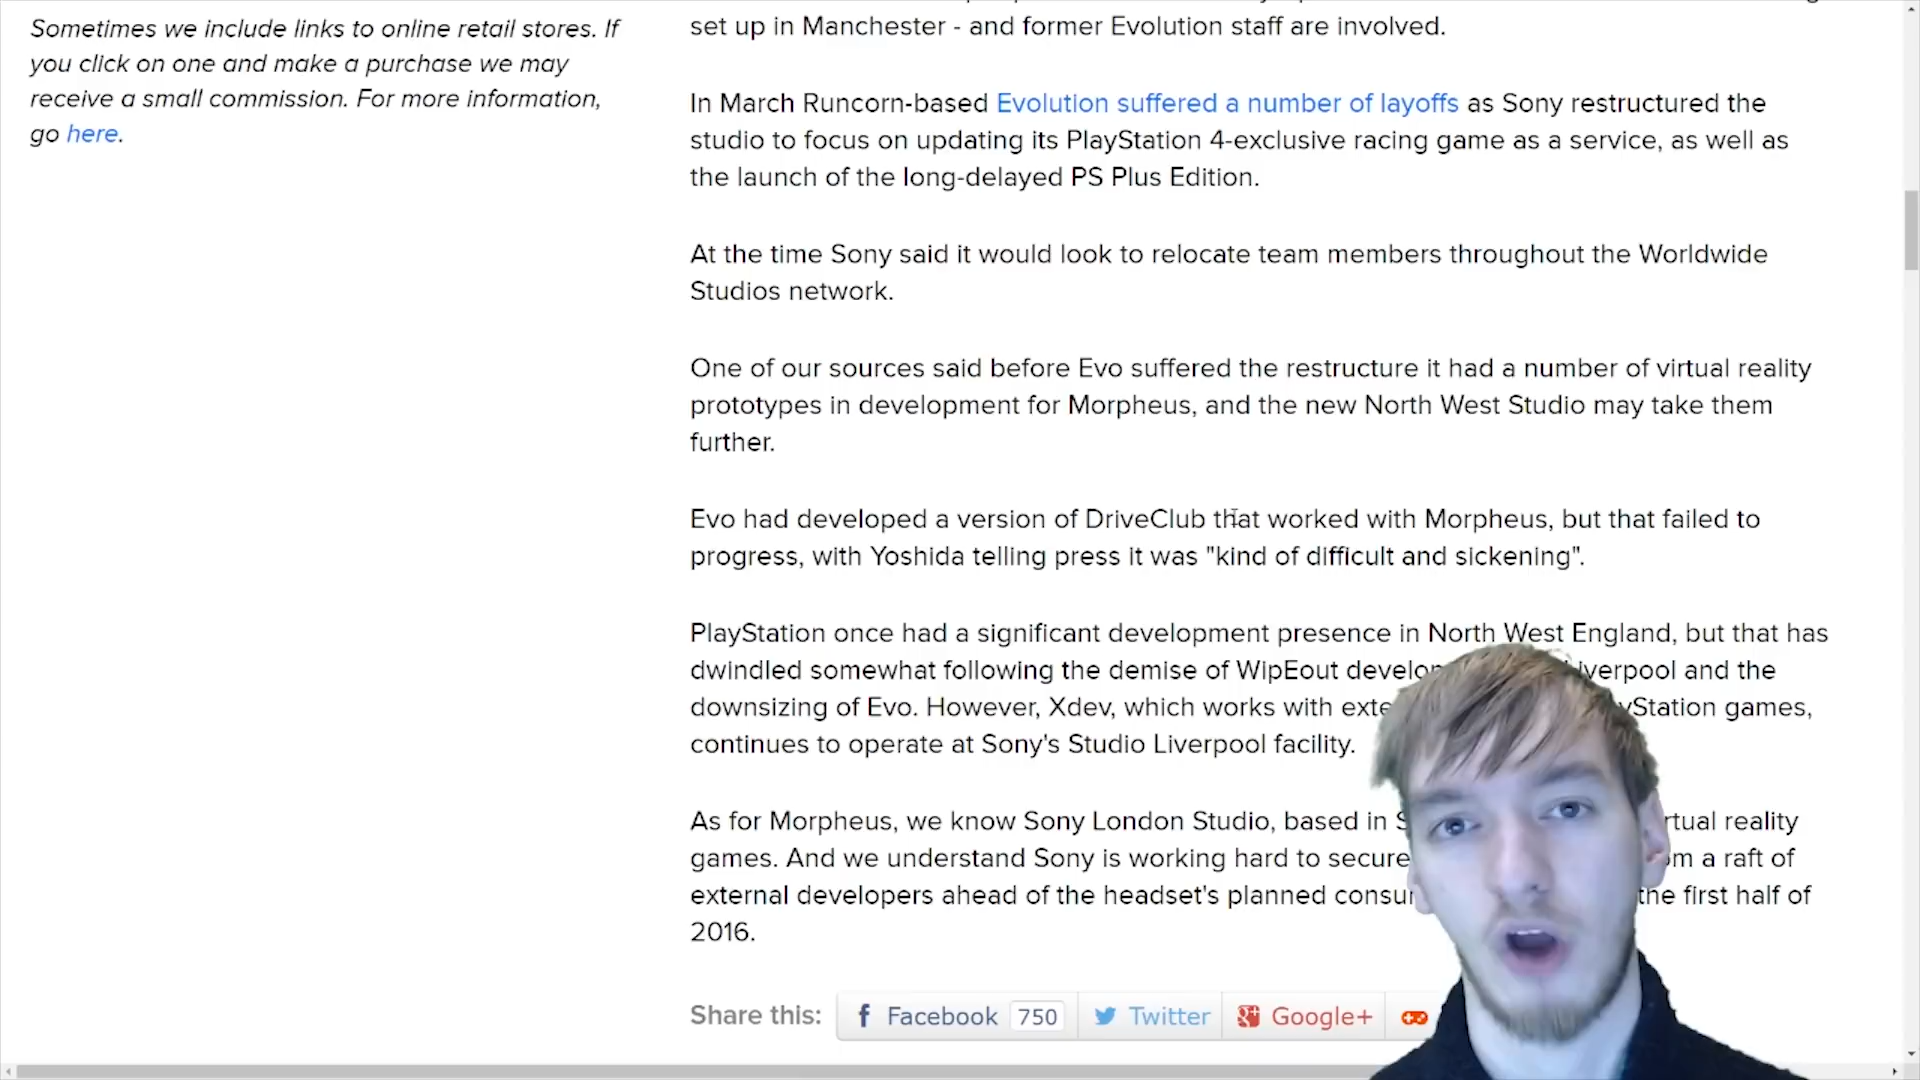 Sometimes we include links to online retail stores. If
you click on one and make a purchase we may
receive a small commission. For more information,
go here.
set up in Manchester - and former Evolution staff are involved.
In March Runcorn-based Evolution suffered a number of layoffs as Sony restructured the
studio to focus on updating its PlayStation 4-exclusive racing game as a service, as well as
the launch of the long-delayed PS Plus Edition.
At the time Sony said it would look to relocate team members throughout the Worldwide
Studios network.
One of our sources said before Evo suffered the restructure it had a number of virtual reality
prototypes in development for Morpheus, and the new North West Studio may take them
further.
Evo had developed a version of DriveClub that worked with Morpheus, but that failed to
progress, with Yoshida telling press it was "kind of difficult and sickening".
PlayStation once had a significant development presence in North West England, but that has
dwindled somewhat following the demise of WipEout and the
downsizing of Evo. However, Xdev, which works with games,
continues to operate at Sony's Studio Liverpool facility.
As for Morpheus, we know Sony London Studio, based in reality
games. And we understand Sony is working hard to secure a raft of
external developers ahead of the headset's planned the first half of
2016.
Share this: Facebook 750 Twitter Google+